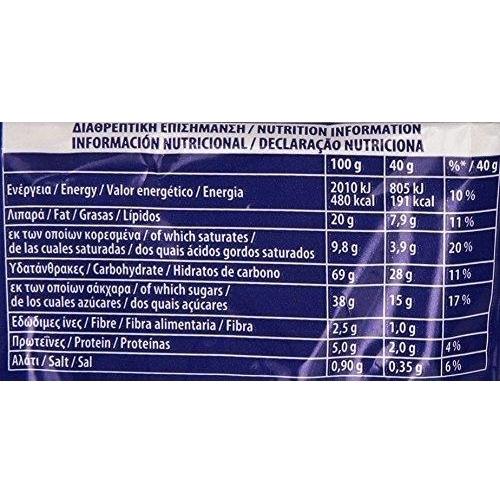 ΔΙΑΘΡΕΠΤΙΚΗ ΕΠΙΣΗΜΑΝΣΗ / NUTRITION INFORMATION
INFORMACIÓN NUTRICIONAL / DECLARAÇÃO NUTRICIONA
100 g 40 g %* / 40 g
Ενέργεια / Energy / Valor energético / Energia 2010 kJ 480 kcal 805 kJ 191 kcal 10 %
Λιπαρά / Fat / Grasas / Lípidos 20 g 7,9 g 11 %
εκ των οποίων κορεσμένα / of which saturates /
de las cuales saturadas / dos quais ácidos gordos saturados 9,8 g 3,9 g 20 %
Υδατάνθρακες / Carbohydrate / Hidratos de carbono 69 g 28 g 11 %
εκ των οποίων σάκχαρα / of which sugars /
de los cuales azúcares / dos quais açúcares 38 g 15 g 17 %
Εδώδιμες ίνες / Fibre / Fibra alimentaria / Fibra 2,5 g 1,0 g
Πρωτεΐνες / Protein / Proteínas 5,0 g 2,0 g 4 %
Αλάτι / Salt / Sal 0,90 g 0,35 g 6 %